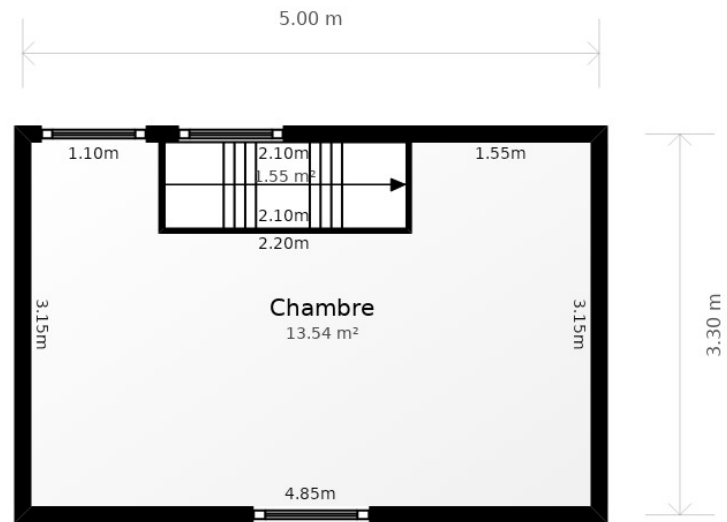 5.00 m
1.10m
2.10m
1.55m
1.55 m²
2.10m
2.20m
Chambre
13.54 m²
3.15m
3.15m
3.30 m
4.85m